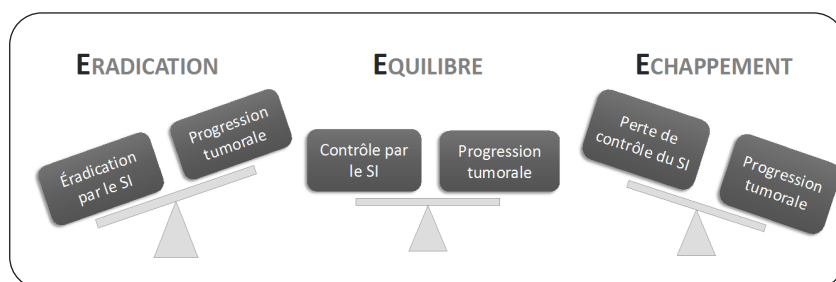 ERADICATION
Éradication
par le SI
Progression
tumorale
EQUILIBRE
Contrôle par
le SI
Progression
tumorale
ECHAPPEMENT
Perte de
contrôle du SI
Progression
tumorale